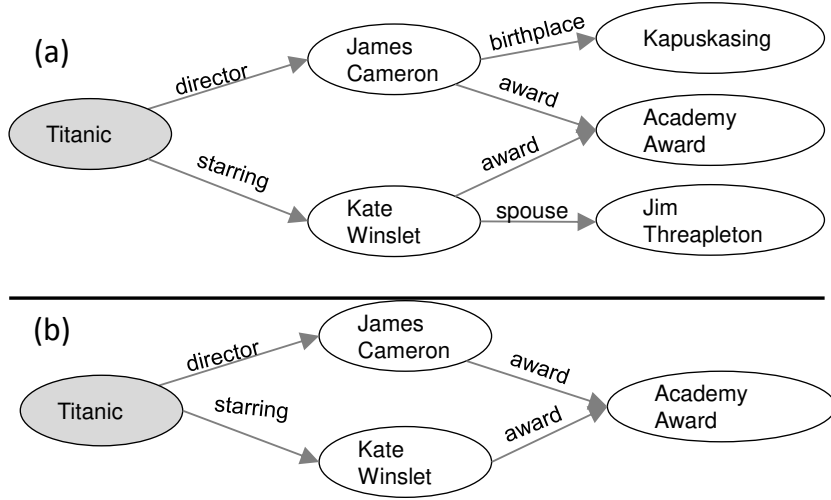 (a)
director
starring
Titanic
James
Cameron
birthplace
Kapuskasing
award
award
Academy
Award
Kate
Winslet
spouse
Jim
Threapleton
(b)
director
starring
Titanic
James
Cameron
award
award
Academy
Award
Kate
Winslet